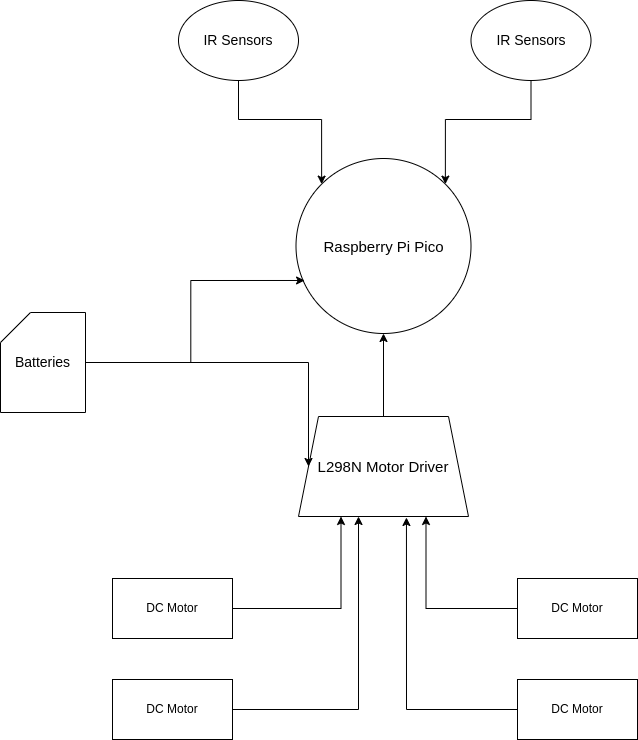 IR Sensors
IR Sensors
Raspberry Pi Pico
Batteries
L298N Motor Driver
DC Motor
DC Motor
DC Motor
DC Motor